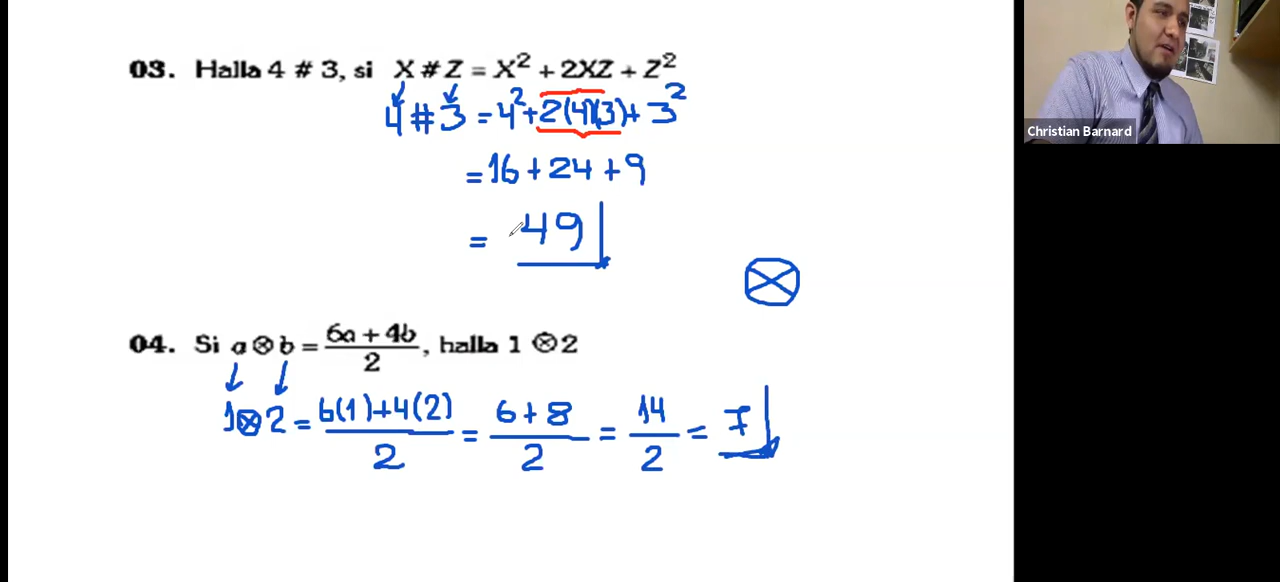 03. Halla 4 # 3, si X # Z = X² + 2XZ + Z²
4 # 3 = 4² + 2(4)(3) + 3²
= 16 + 24 + 9
= 49
⊗
04. Si a ⊗ b = (6a + 4b)/2, halla 1 ⊗ 2
1 ⊗ 2 = (6(1)+4(2))/2 = (6+8)/2 = 14/2 = 7
Christian Barnard